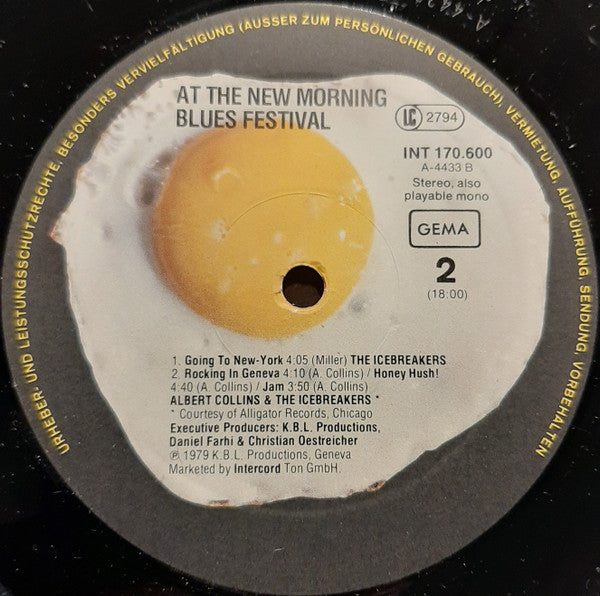 URHEBER- UND LEISTUNGSSCHUTZRECHTE, BESONDERS VERVIELFÄLTIGUNG (AUSSER ZUM PERSÖNLICHEN GEBRAUCH), VERMIETUNG, AUFFÜHRUNG, SENDUNG, VORBEHALTEN
AT THE NEW MORNING
BLUES FESTIVAL
LC 2794
INT 170.600
A-4433 B
Stereo, also
playable mono
GEMA
2
(18:00)
1. Going To New-York 4:05 (Miller) THE ICEBREAKERS
2. Rocking In Geneva 4:10 (A. Collins) / Honey Hush!
4:40 (A. Collins) / Jam 3:50 (A. Collins)
ALBERT COLLINS & THE ICEBREAKERS *
* Courtesy of Alligator Records, Chicago
Executive Producers: K.B.L. Productions,
Daniel Farhi & Christian Oestreicher
℗ 1979 K.B.L. Productions, Geneva
Marketed by Intercord Ton GmbH.